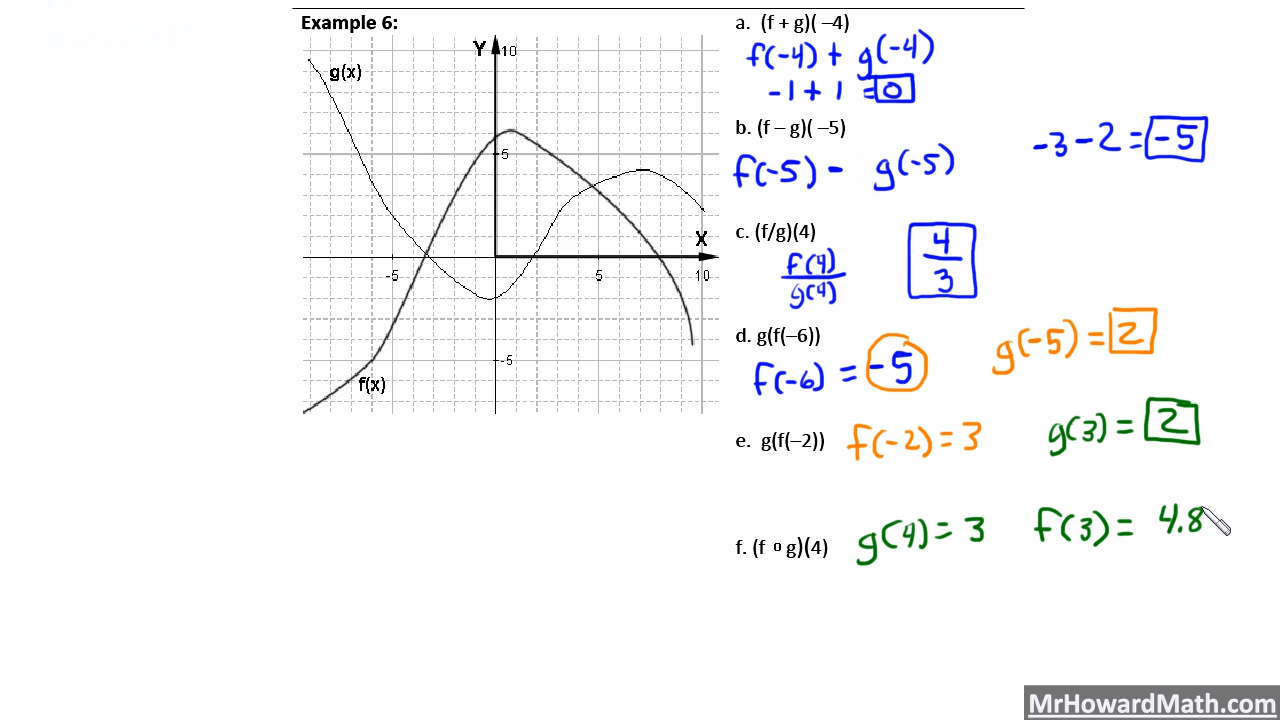 Example 6:
Y
10
g(x)
5
X
-5
5
10
-5
f(x)
a. (f + g)( –4)
f(-4) + g(-4)
-1 + 1 = 0
b. (f – g)( –5)
f(-5) - g(-5)
-3 - 2 = -5
c. (f/g)(4)
f(4)
g(4)
4
3
d. g(f(–6))
f(-6) = -5
g(-5) = 2
e. g(f(–2))
f(-2) = 3
g(3) = 2
f. (f o g)(4)
g(4) = 3
f(3) = 4.8
MrHowardMath.com